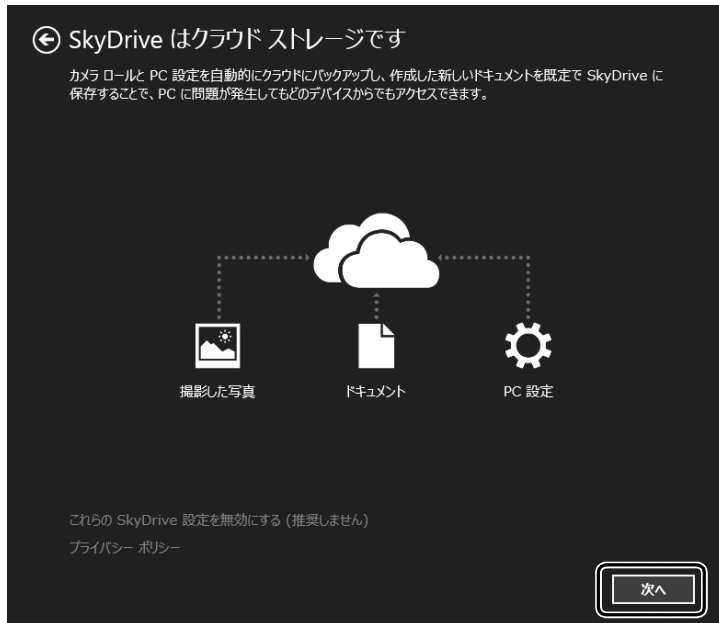 SkyDrive はクラウド ストレージです
カメラ ロールと PC 設定を自動的にクラウドにバックアップし、作成した新しいドキュメントを既定で SkyDrive に
保存することで、PC に問題が発生してもどのデバイスからでもアクセスできます。
撮影した写真
ドキュメント
PC 設定
これらの SkyDrive 設定を無効にする (推奨しません)
プライバシー ポリシー
次へ